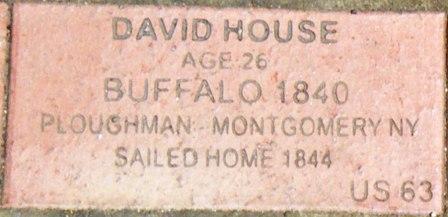 DAVID HOUSE
AGE 26
BUFFALO 1840
PLOUGHMAN - MONTGOMERY NY
SAILED HOME 1844
US 63